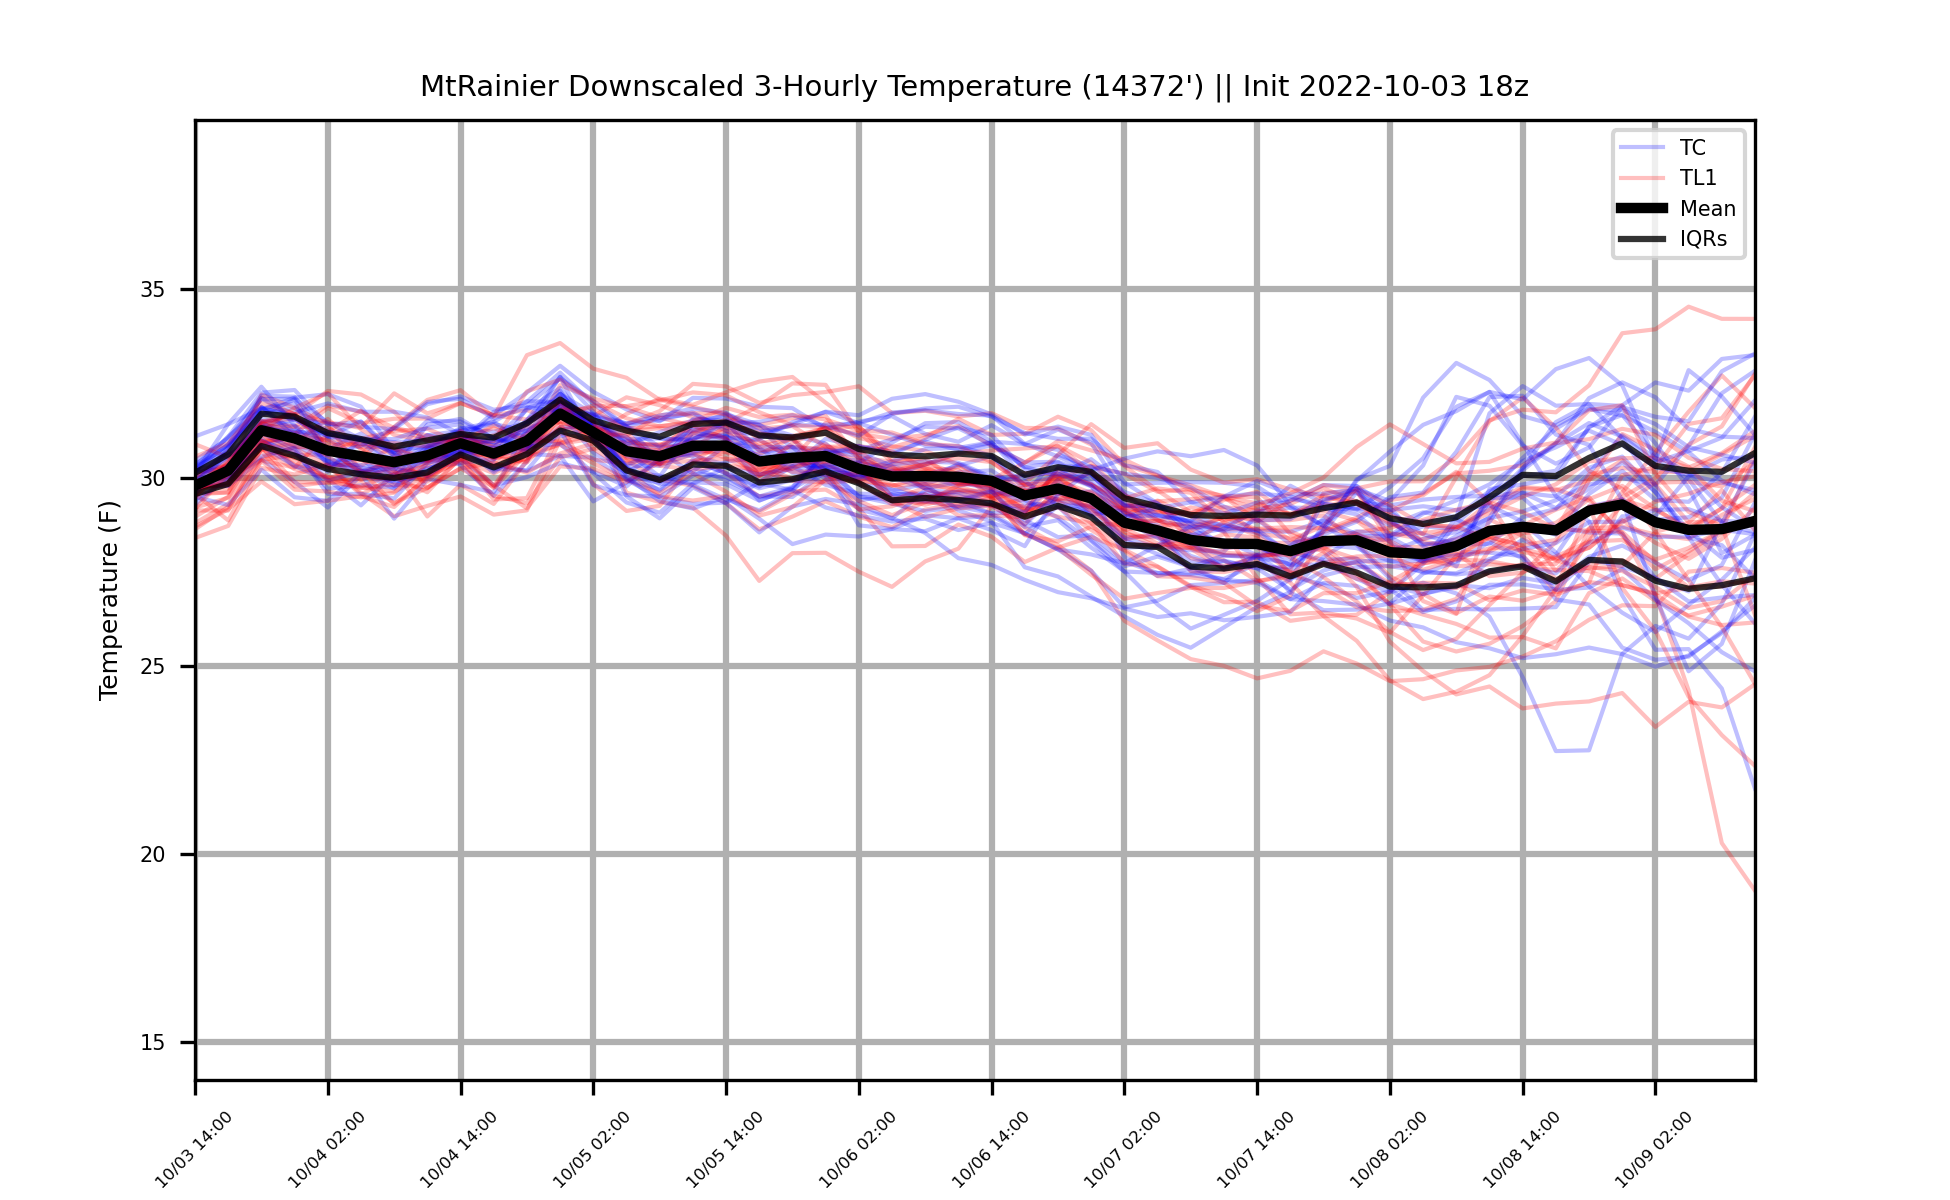 MtRainier Downscaled 3-Hourly Temperature (14372') || Init 2022-10-03 18z
TC
TL1
Mean
IQRs
Temperature (F)
35
30
25
20
15
10/03 14:00
10/04 02:00
10/04 14:00
10/05 02:00
10/05 14:00
10/06 02:00
10/06 14:00
10/07 02:00
10/07 14:00
10/08 02:00
10/08 14:00
10/09 02:00